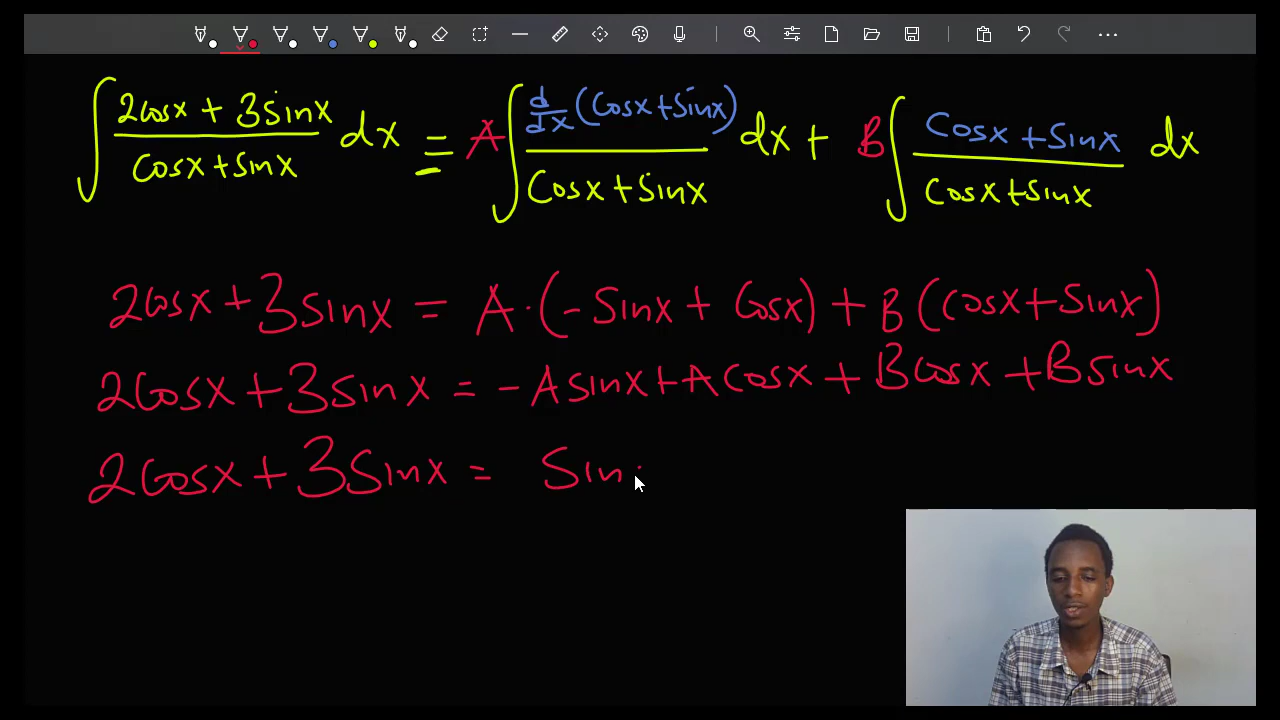 ∫ (2cosx + 3sinx)/(cosx + sinx) dx = A ∫ (d/dx (cosx + sinx))/(cosx + sinx) dx + B ∫ (cosx + sinx)/(cosx + sinx) dx
2cosx + 3sinx = A·(-sinx + cosx) + B(cosx + sinx)
2cosx + 3sinx = -Asinx + Acosx + Bcosx + Bsinx
2cosx + 3sinx = sin